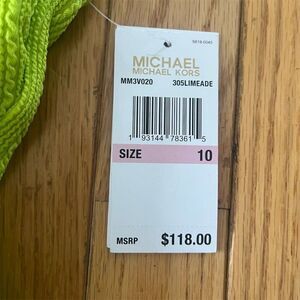 MICHAEL
MICHAEL KORS
MM3V020 305LIMEADE
1 93144 78361 5
SIZE 10
MSRP $118.00